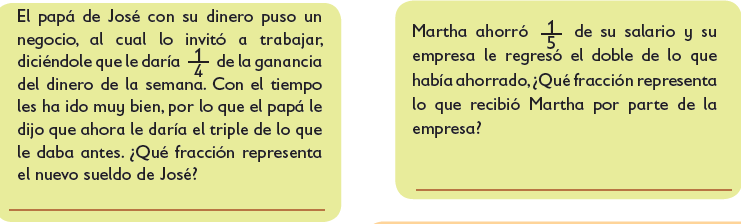 El papá de José con su dinero puso un
negocio, al cual lo invitó a trabajar,
diciéndole que le daría 1/4 de la ganancia
del dinero de la semana. Con el tiempo
les ha ido muy bien, por lo que el papá le
dijo que ahora le daría el triple de lo que
le daba antes. ¿Qué fracción representa
el nuevo sueldo de José?
Martha ahorró 1/5 de su salario y su
empresa le regresó el doble de lo que
había ahorrado, ¿Qué fracción representa
lo que recibió Martha por parte de la
empresa?